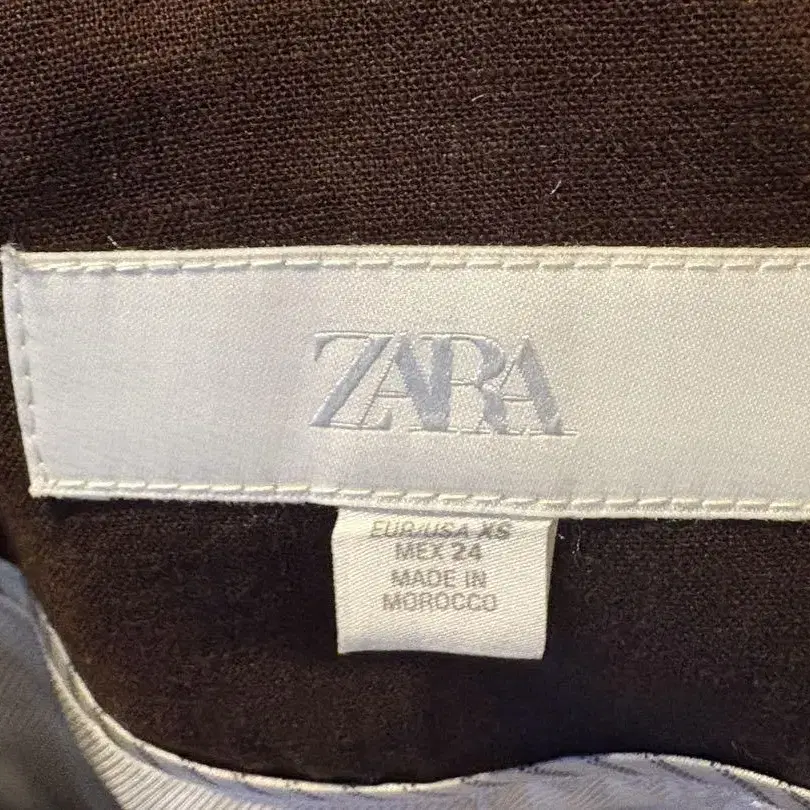 ZARA
EUR/USA XS
MEX 24
MADE IN
MOROCCO